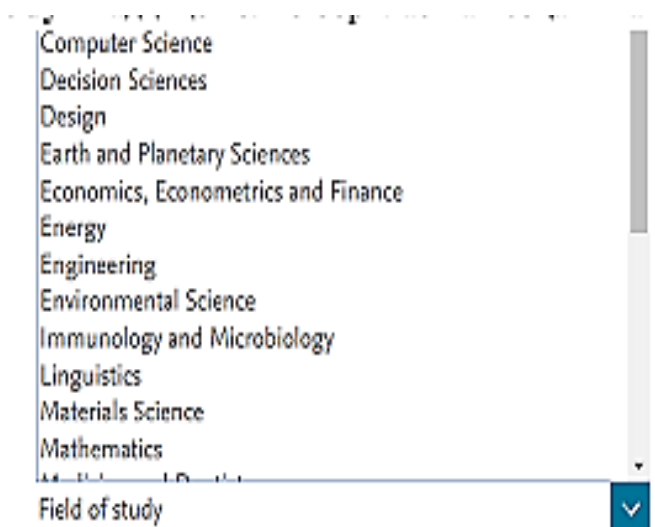 Computer Science
Decision Sciences
Design
Earth and Planetary Sciences
Economics, Econometrics and Finance
Energy
Engineering
Environmental Science
Immunology and Microbiology
Linguistics
Materials Science
Mathematics
Field of study